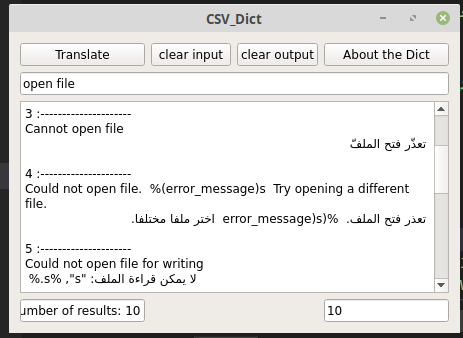 CSV_Dict
Translate
clear input
clear output
About the Dict
open file
3 :---------------------
Cannot open file
تعذّر فتح الملفّ
4 :---------------------
Could not open file.  %(error_message)s  Try opening a different
file.
تعذر فتح الملف.  %(error_message)s  اختر ملفا مختلفا.
5 :---------------------
Could not open file for writing
لا يمكن قراءة الملف: "%s", %s.
umber of results: 10
10